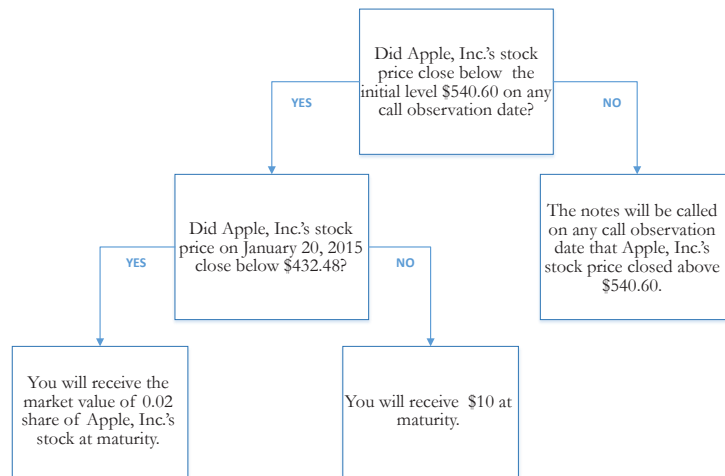 Did Apple, Inc.'s stock
price close below the
initial level $540.60 on any
call observation date?
YES
NO
Did Apple, Inc.'s stock
price on January 20, 2015
close below $432.48?
The notes will be called
on any call observation
date that Apple, Inc.'s
stock price closed above
$540.60.
YES
NO
You will receive the
market value of 0.02
share of Apple, Inc.'s
stock at maturity.
You will receive $10 at
maturity.